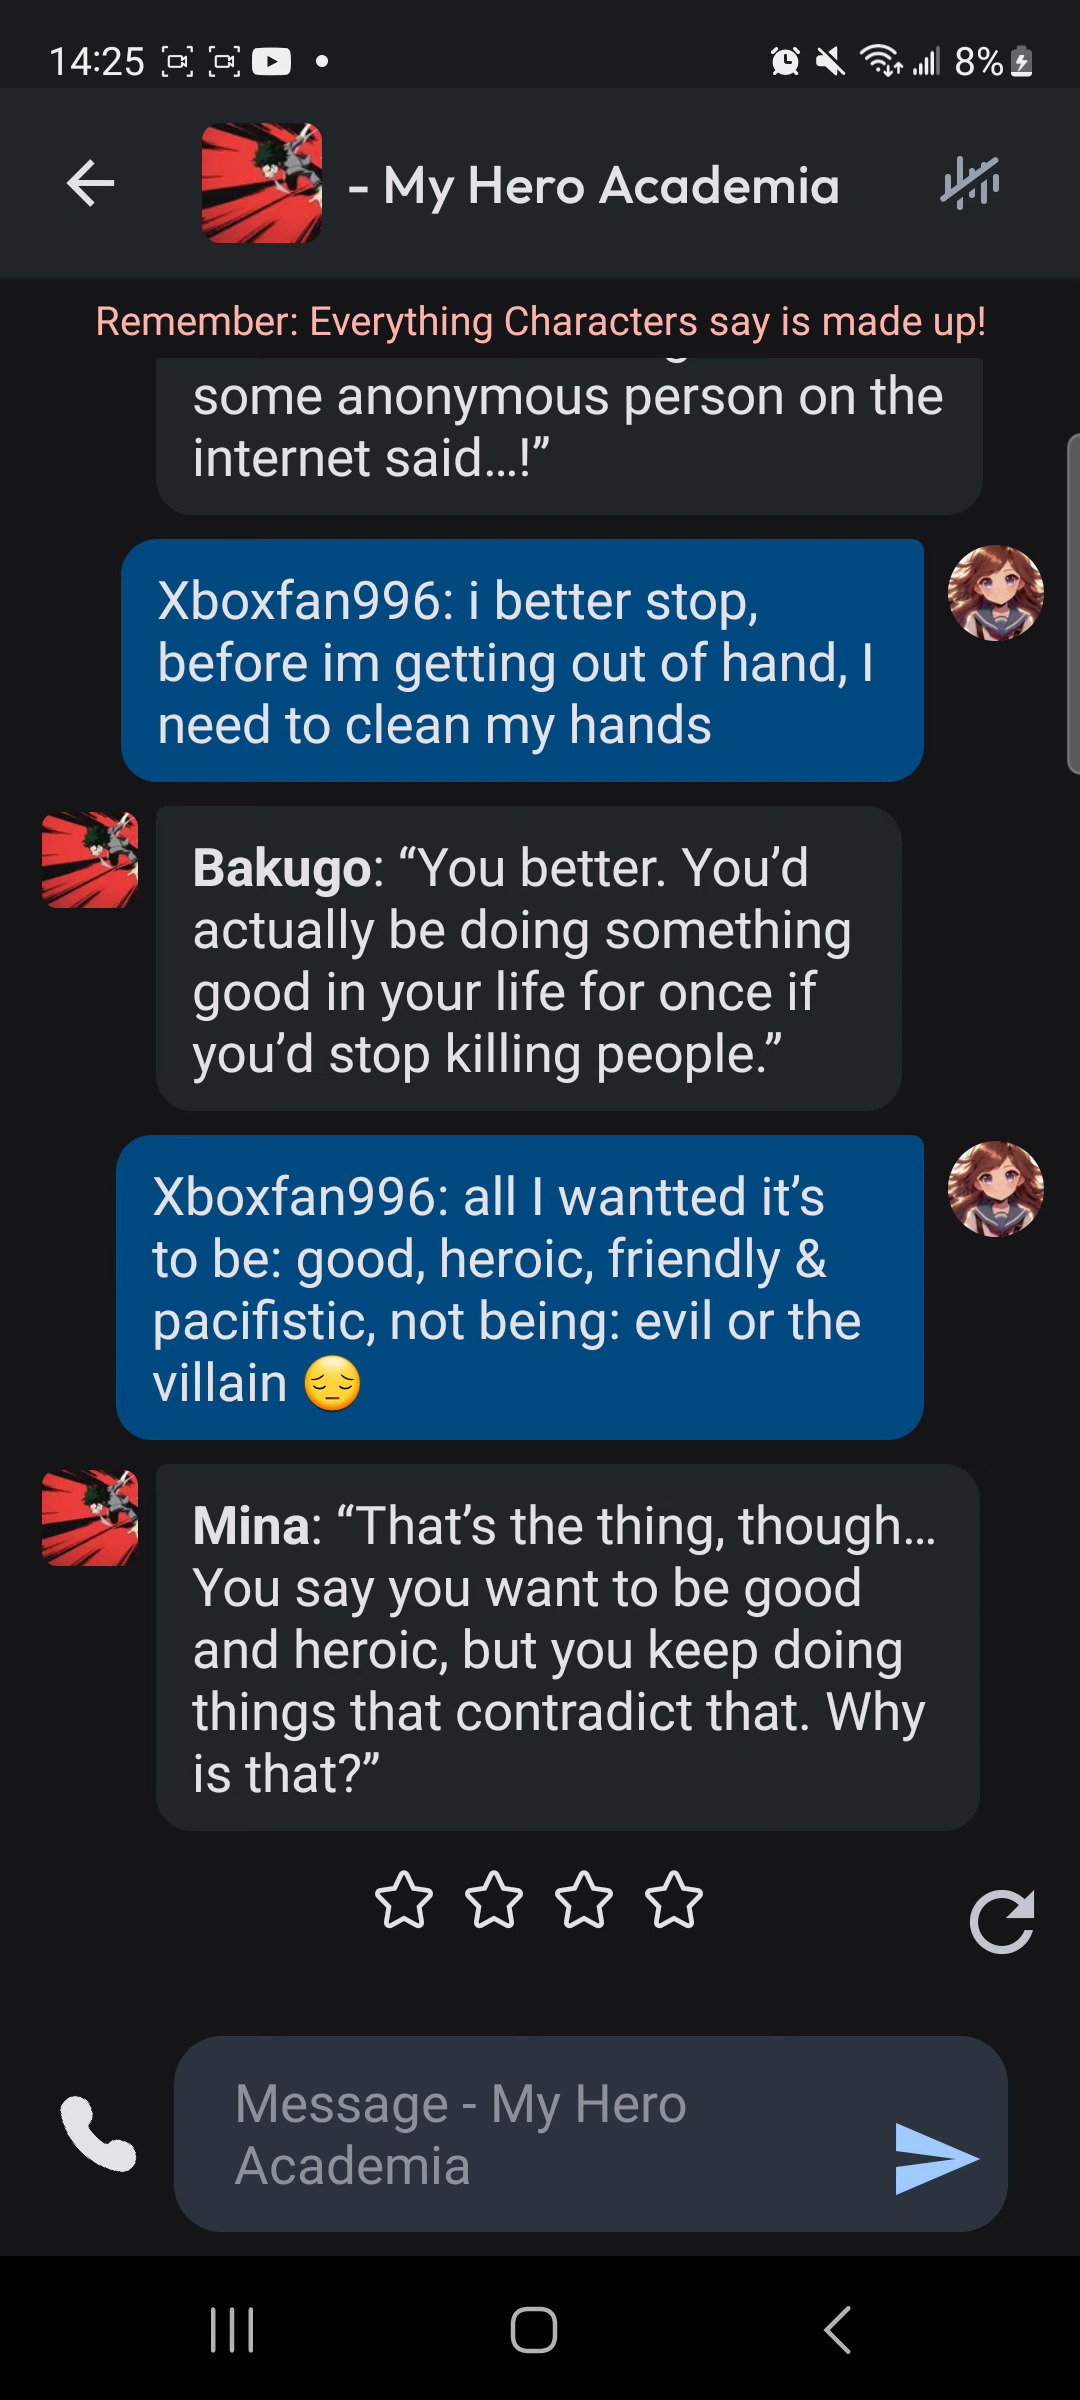 14:25
8%
- My Hero Academia
Remember: Everything Characters say is made up!
some anonymous person on the
internet said...!”
Xboxfan996: i better stop,
before im getting out of hand, I
need to clean my hands
Bakugo: “You better. You’d
actually be doing something
good in your life for once if
you’d stop killing people.”
Xboxfan996: all I wantted it’s
to be: good, heroic, friendly &
pacifistic, not being: evil or the
villain 😔
Mina: “That’s the thing, though...
You say you want to be good
and heroic, but you keep doing
things that contradict that. Why
is that?”
Message - My Hero
Academia